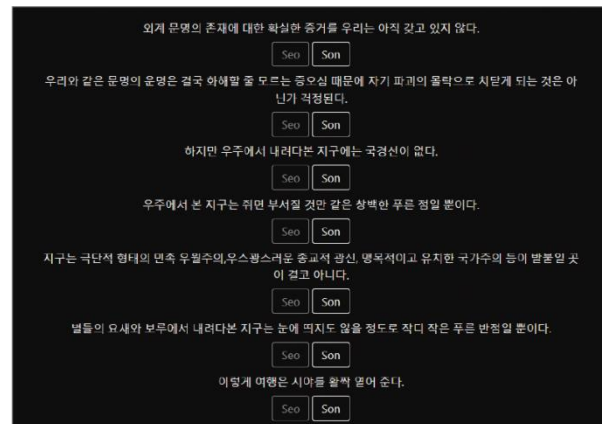 외계 문명의 존재에 대한 확실한 증거를 우리는 아직 갖고 있지 않다.
Seo Son
우리와 같은 문명의 운명은 결국 화해할 줄 모르는 증오심 때문에 자기 파괴의 몰락으로 치닫게 되는 것은 아
닌가 걱정된다.
Seo Son
하지만 우주에서 내려다본 지구에는 국경선이 없다.
Seo Son
우주에서 본 지구는 쥐면 부서질 것만 같은 창백한 푸른 점일 뿐이다.
Seo Son
지구는 극단적 형태의 민족 우월주의,우스꽝스러운 종교적 광신, 맹목적이고 유치한 국가주의 등이 발붙일 곳
이 결코 아니다.
Seo Son
별들의 요새와 보루에서 내려다본 지구는 눈에 띄지도 않을 정도로 작디 작은 푸른 반점일 뿐이다.
Seo Son
이렇게 여행은 시야를 활짝 열어 준다.
Seo Son